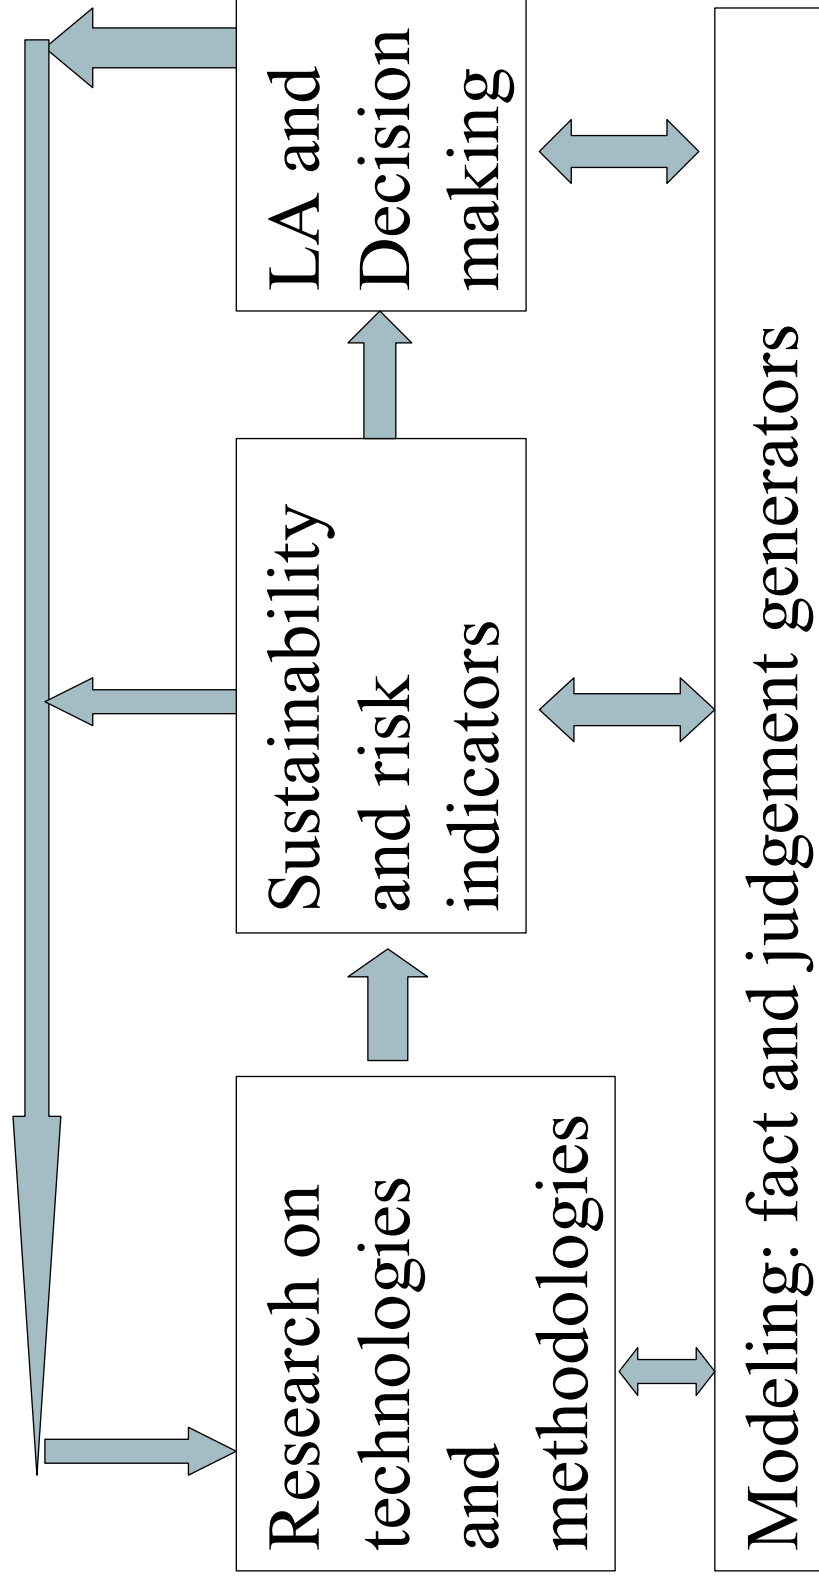 Research on
technologies
and
methodologies
Sustainability
and risk
indicators
LA and
Decision
making
Modeling: fact and judgement generators